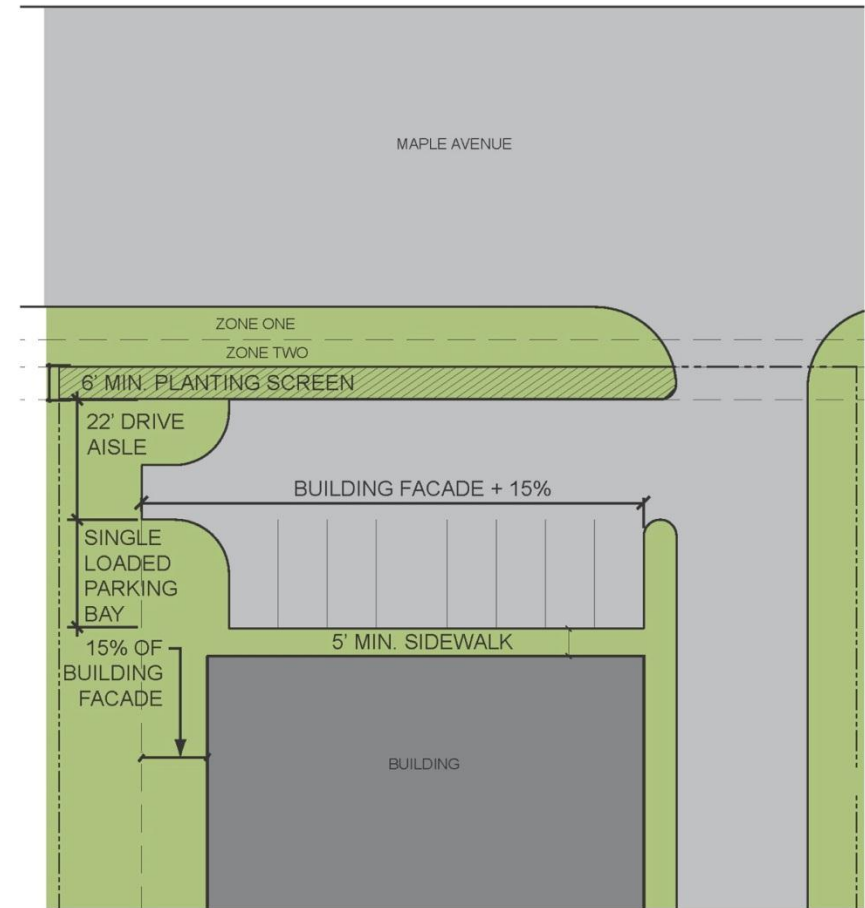 MAPLE AVENUE
ZONE ONE
ZONE TWO
6' MIN. PLANTING SCREEN
22' DRIVE
AISLE
BUILDING FACADE + 15%
SINGLE
LOADED
PARKING
BAY
5' MIN. SIDEWALK
15% OF
BUILDING
FACADE
BUILDING